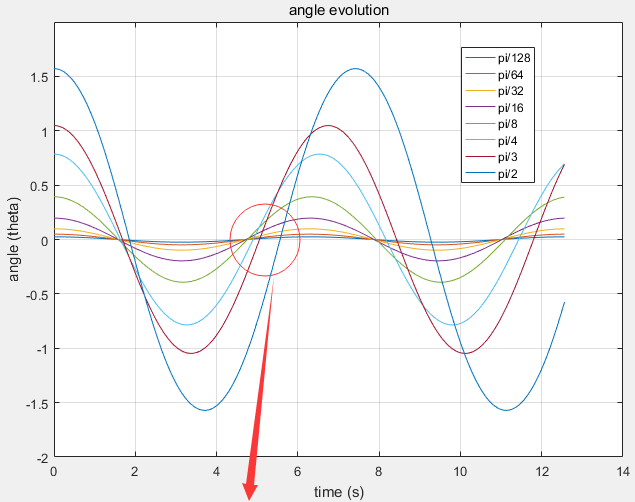 angle evolution
pi/128
pi/64
pi/32
pi/16
pi/8
pi/4
pi/3
pi/2
1.5
1
0.5
0
-0.5
-1
-1.5
-2
angle (theta)
0 2 4 6 8 10 12 14
time (s)